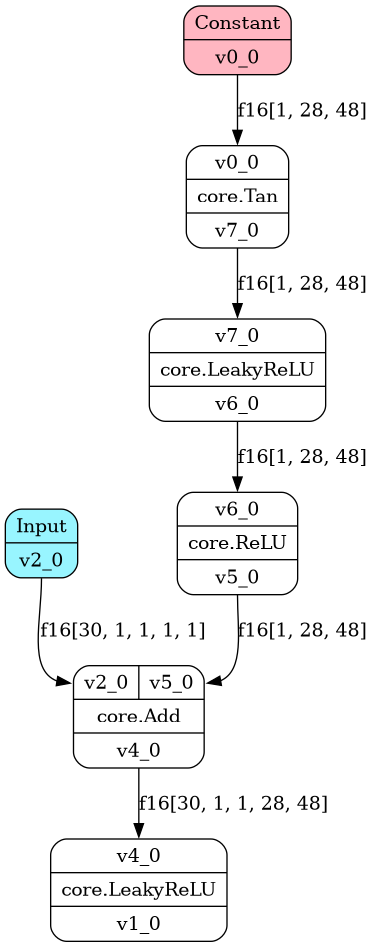 Constant
v0_0
f16[1, 28, 48]
v0_0
core.Tan
v7_0
f16[1, 28, 48]
v7_0
core.LeakyReLU
v6_0
f16[1, 28, 48]
v6_0
core.ReLU
v5_0
Input
v2_0
f16[30, 1, 1, 1, 1]
f16[1, 28, 48]
v2_0 v5_0
core.Add
v4_0
f16[30, 1, 1, 28, 48]
v4_0
core.LeakyReLU
v1_0